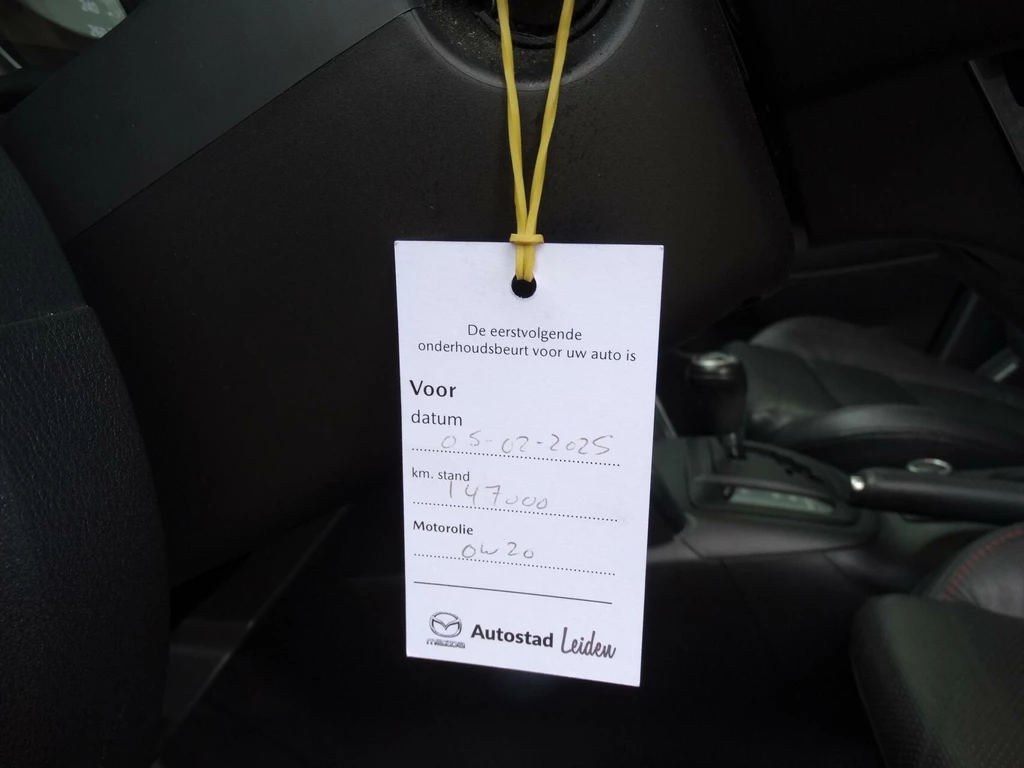 De eerstvolgende
onderhoudsbeurt voor uw auto is
Voor
datum
05-02-2025
km. stand
147000
Motorolie
0W20
mazda Autostad Leiden